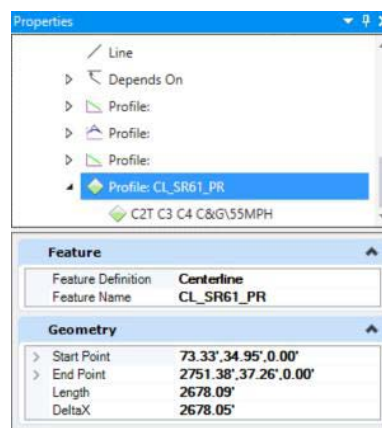 Properties
Line
Depends On
Profile:
Profile:
Profile:
Profile: CL_SR61_PR
C2T C3 C4 C&G\55MPH
Feature
Feature Definition Centerline
Feature Name CL_SR61_PR
Geometry
Start Point 73.33',34.95',0.00'
End Point 2751.38',37.26',0.00'
Length 2678.09'
DeltaX 2678.05'